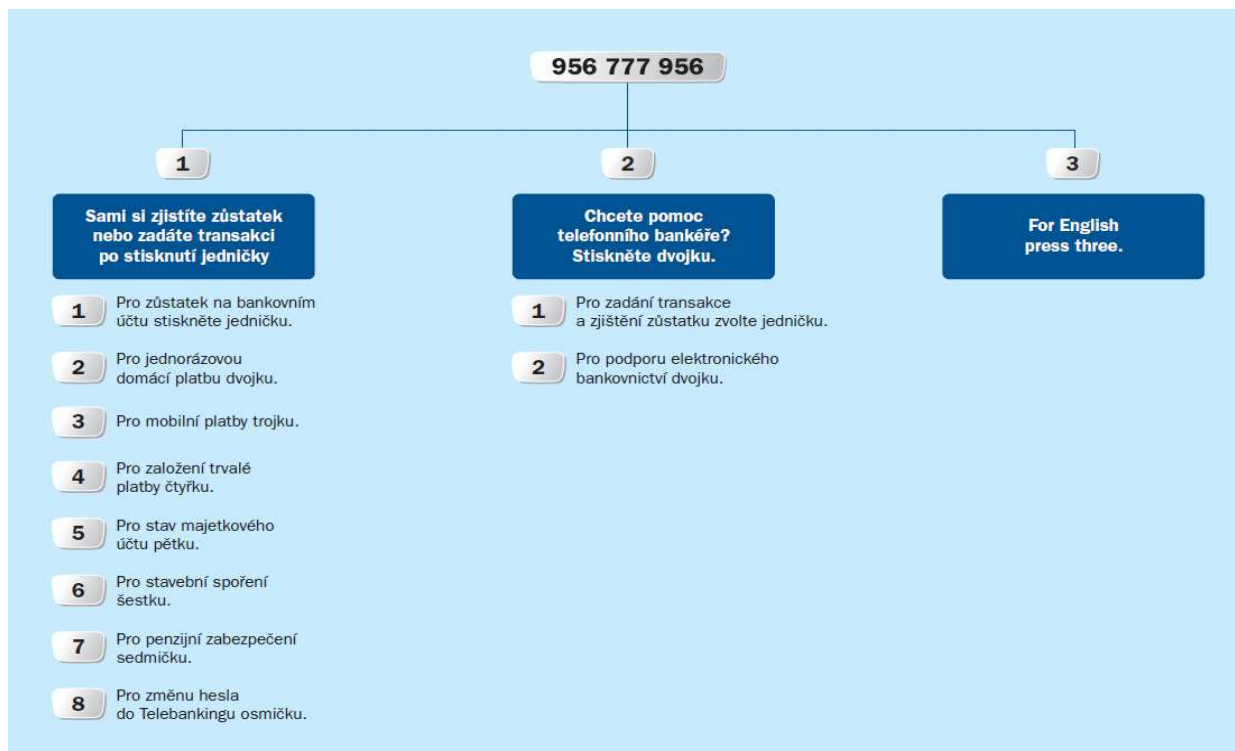 956 777 956
1
Sami si zjistíte zůstatek
nebo zadáte transakci
po stisknutí jedničky
1
Pro zůstatek na bankovním
účtu stiskněte jedničku.
2
Pro jednorázovou
domácí platbu dvojku.
3
Pro mobilní platby trojku.
4
Pro založení trvalé
platby čtyřku.
5
Pro stav majetkového
účtu pětku.
6
Pro stavební spoření
šestku.
7
Pro penzijní zabezpečení
sedmičku.
8
Pro změnu hesla
do Telebankingu osmičku.
2
Chcete pomoc
telefonního bankéře?
Stiskněte dvojku.
1
Pro zadání transakce
a zjištění zůstatku zvolte jedničku.
2
Pro podporu elektronického
bankovnictví dvojku.
3
For English
press three.